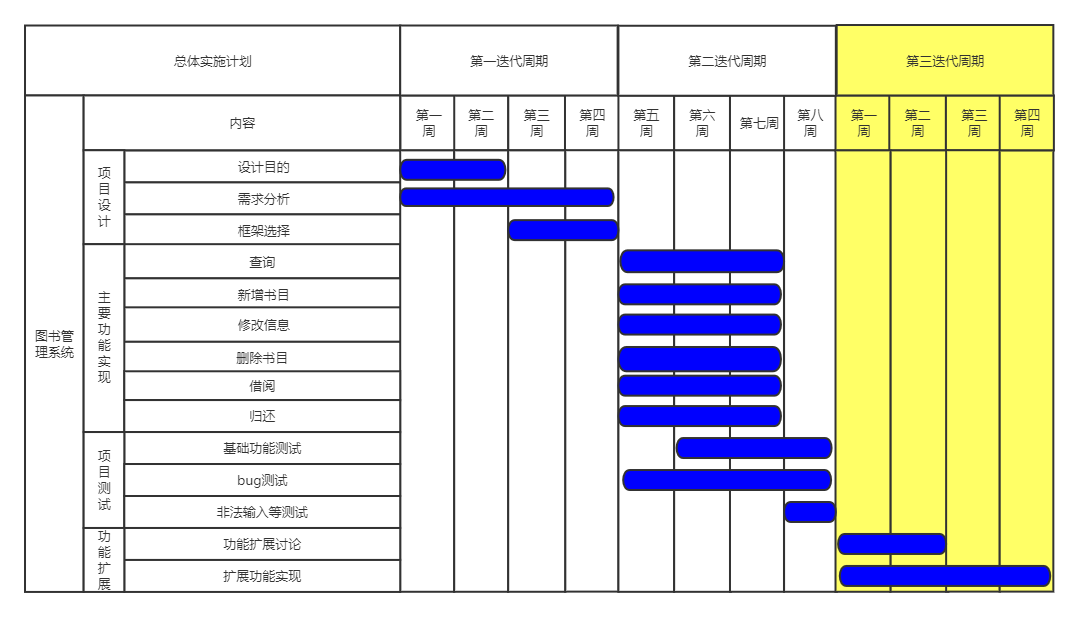 总体实施计划
第一迭代周期
第二迭代周期
第三迭代周期
内容
第一
周
第二
周
第三
周
第四
周
第五
周
第六
周
第七周
第八
周
第一
周
第二
周
第三
周
第四
周
图书管
理系统
项
目
设
计
设计目的
需求分析
框架选择
主
要
功
能
实
现
查询
新增书目
修改信息
删除书目
借阅
归还
项
目
测
试
基础功能测试
bug测试
非法输入等测试
功
能
扩
展
功能扩展讨论
扩展功能实现